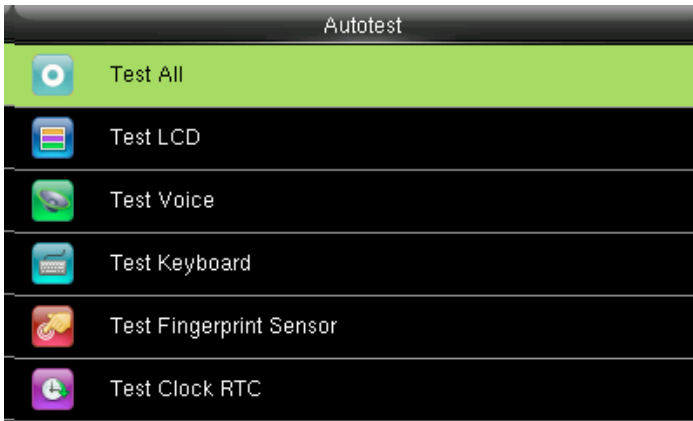 Autotest
Test All
Test LCD
Test Voice
Test Keyboard
Test Fingerprint Sensor
Test Clock RTC